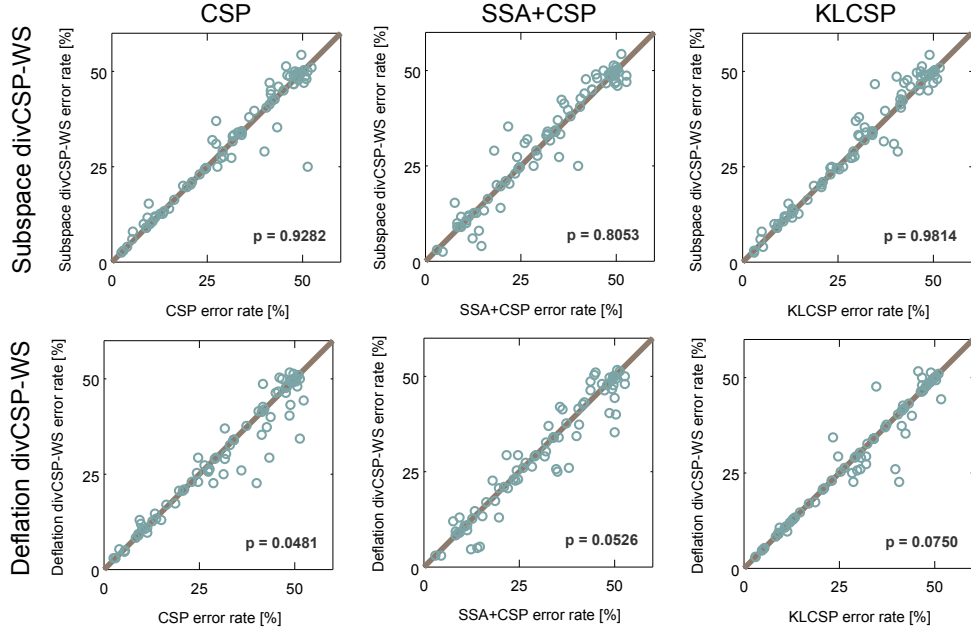 CSP
SSA+CSP
KLCSP
Subspace divCSP-WS
Subspace divCSP-WS error rate [%]
50
25
0
p = 0.9282
0
25
50
CSP error rate [%]
Subspace divCSP-WS error rate [%]
50
25
0
p = 0.8053
0
25
50
SSA+CSP error rate [%]
Subspace divCSP-WS error rate [%]
50
25
0
p = 0.9814
0
25
50
KLCSP error rate [%]
Deflation divCSP-WS
Deflation divCSP-WS error rate [%]
50
25
0
p = 0.0481
0
25
50
CSP error rate [%]
Deflation divCSP-WS error rate [%]
50
25
0
p = 0.0526
0
25
50
SSA+CSP error rate [%]
Deflation divCSP-WS error rate [%]
50
25
0
p = 0.0750
0
25
50
KLCSP error rate [%]